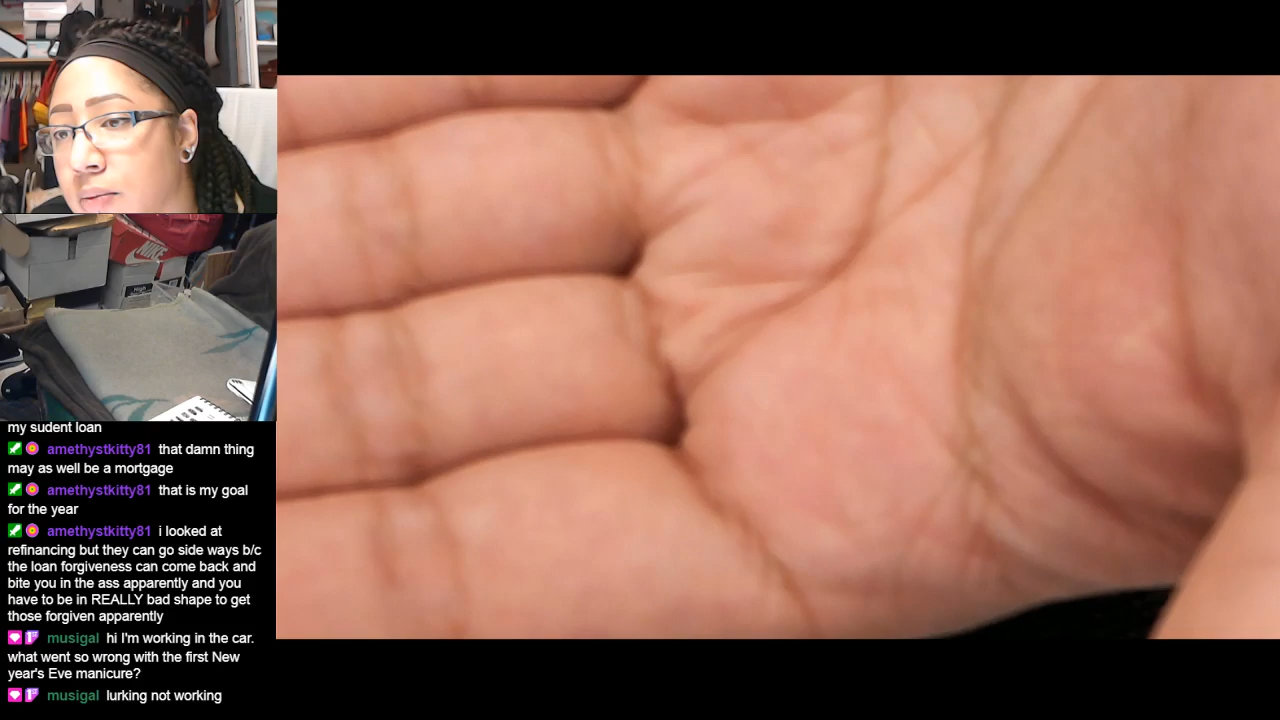 NIKE
High
my sudent loan
amethystkitty81 that damn thing
may as well be a mortgage
amethystkitty81 that is my goal
for the year
amethystkitty81 i looked at
refinancing but they can go side ways b/c
the loan forgiveness can come back and
bite you in the ass apparently and you
have to be in REALLY bad shape to get
those forgiven apparently
musigal hi I'm working in the car.
what went so wrong with the first New
year's Eve manicure?
musigal lurking not working